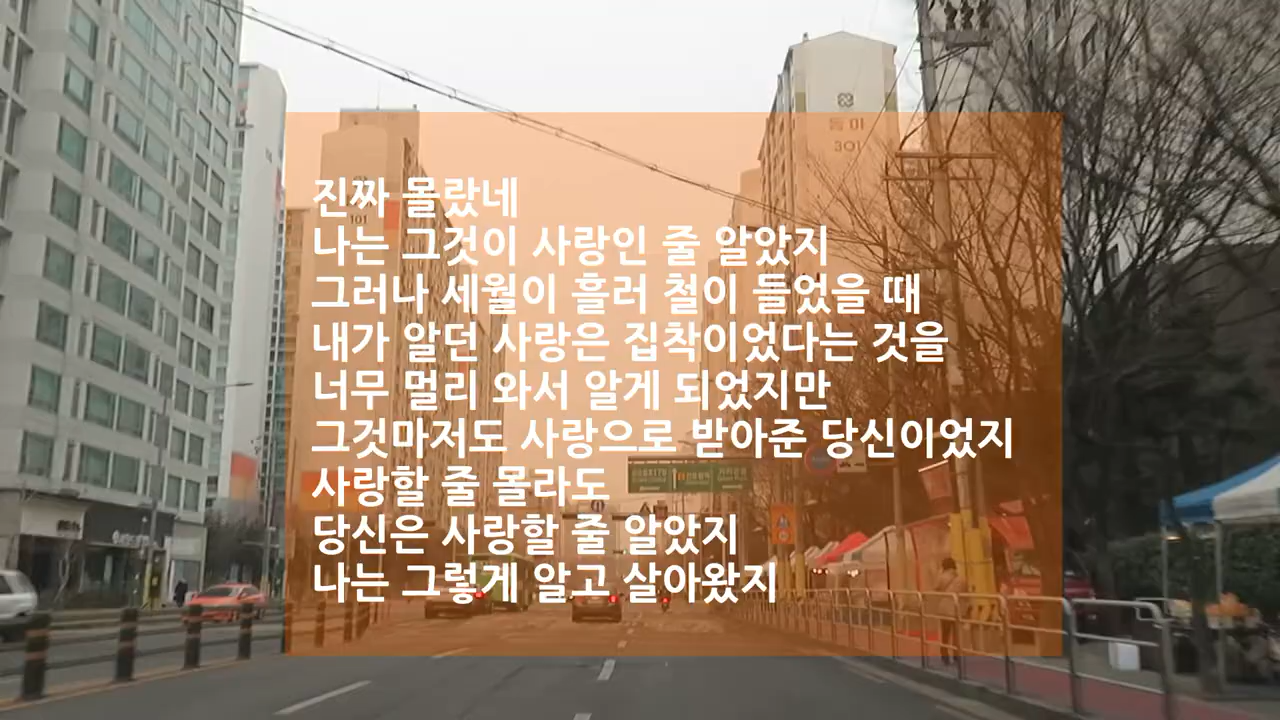 진짜 몰랐네
나는 그것이 사랑인 줄 알았지
그러나 세월이 흘러 철이 들었을 때
내가 알던 사랑은 집착이었다는 것을
너무 멀리 와서 알게 되었지만
그것마저도 사랑으로 받아준 당신이었지
사랑할 줄 몰라도
당신은 사랑할 줄 알았지
나는 그렇게 알고 살아왔지
301
101